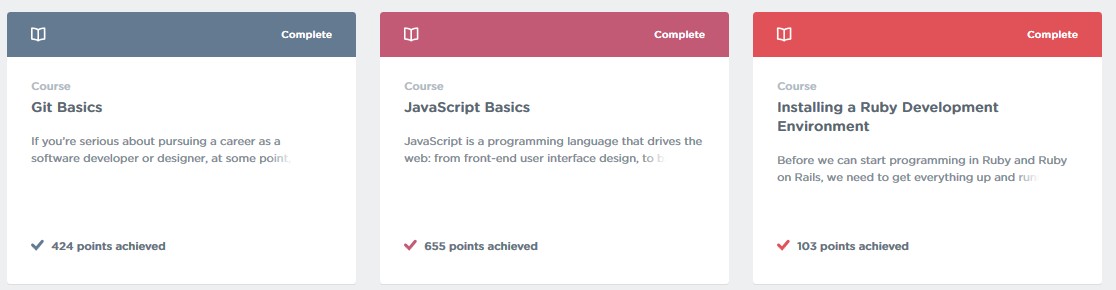 Complete
Course
Git Basics
If you're serious about pursuing a career as a
software developer or designer, at some point,
424 points achieved
Complete
Course
JavaScript Basics
JavaScript is a programming language that drives the
web: from front-end user interface design, to
655 points achieved
Complete
Course
Installing a Ruby Development
Environment
Before we can start programming in Ruby and Ruby
on Rails, we need to get everything up and
103 points achieved